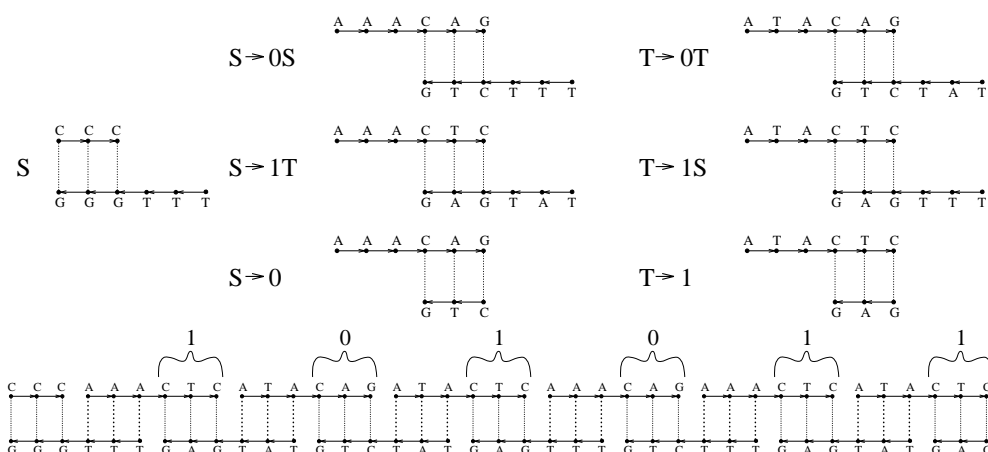 A A A C A G A T A C A G
S→0S T→0T
G T C T T T G T C T A T
C C C A A A C T C A T A C T C
S S→1T T→1S
G G G T T T G A G T A T G A G T T T
A A A C A G A T A C T C
S→0 T→1
G T C G A G
1 0 1 0 1 1
C C C A A A C T C A T A C A G A T A C T C A A A C A G A A A C T C A T A C T C
G G G T T T G A G T A T G T C T A T G A G T T T G T C T T T G A G T A T G A G